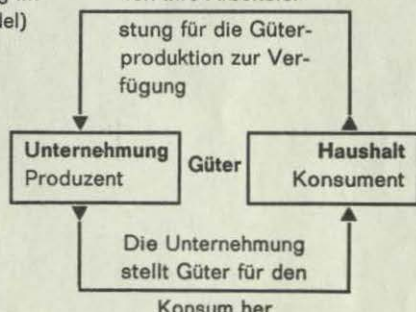 stung für die Güter-
produktion zur Ver-
fügung
Unternehmung
Produzent
Güter
Haushalt
Konsument
Die Unternehmung
stellt Güter für den
Konsum her